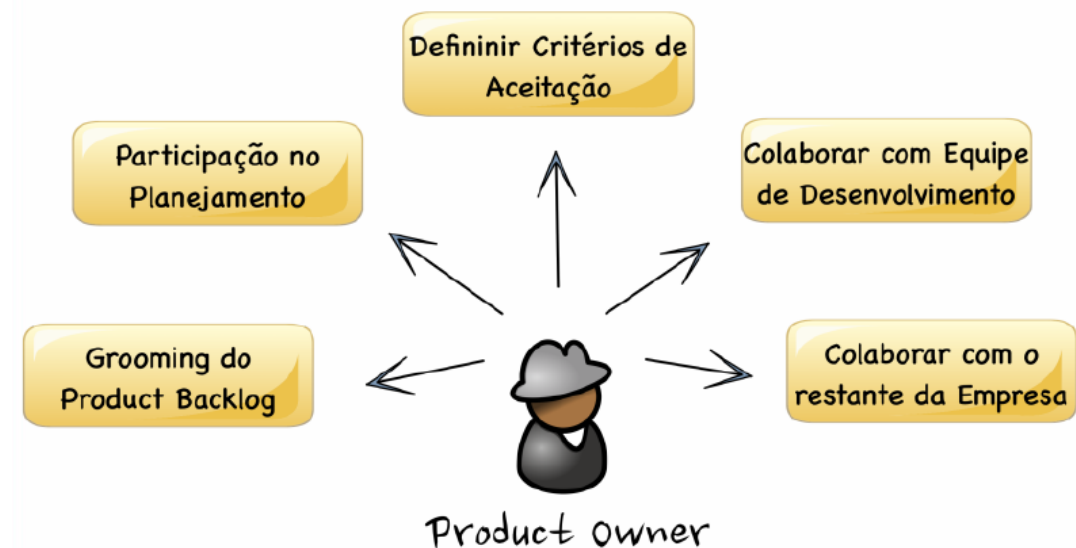 Defininir Critérios de
Aceitação
Participação no
Planejamento
Colaborar com Equipe
de Desenvolvimento
Grooming do
Product Backlog
Colaborar com o
restante da Empresa
Product Owner